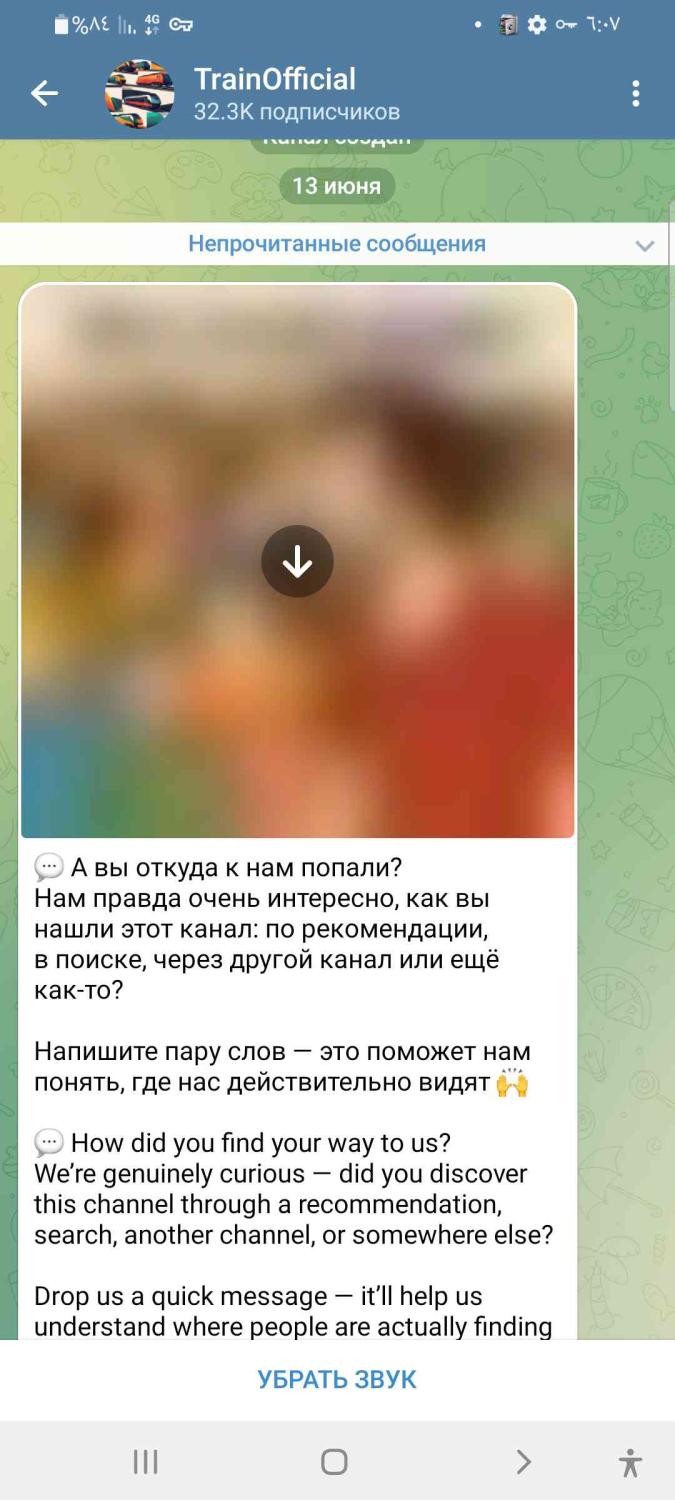 %٨٤ 4G ٦:٠٧
TrainOfficial
32.3K подписчиков
Канал создан
13 июня
Непрочитанные сообщения
💬 А вы откуда к нам попали?
Нам правда очень интересно, как вы
нашли этот канал: по рекомендации,
в поиске, через другой канал или ещё
как-то?
Напишите пару слов — это поможет нам
понять, где нас действительно видят 🙌
💬 How did you find your way to us?
We’re genuinely curious — did you discover
this channel through a recommendation,
search, another channel, or somewhere else?
Drop us a quick message — it’ll help us
understand where people are actually finding
УБРАТЬ ЗВУК